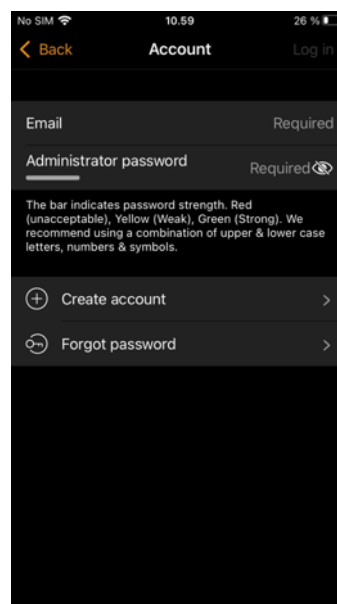 No SIM 10.59 26 %
Back Account Log in
Email Required
Administrator password Required
The bar indicates password strength. Red
(unacceptable), Yellow (Weak), Green (Strong). We
recommend using a combination of upper & lower case
letters, numbers & symbols.
Create account
Forgot password